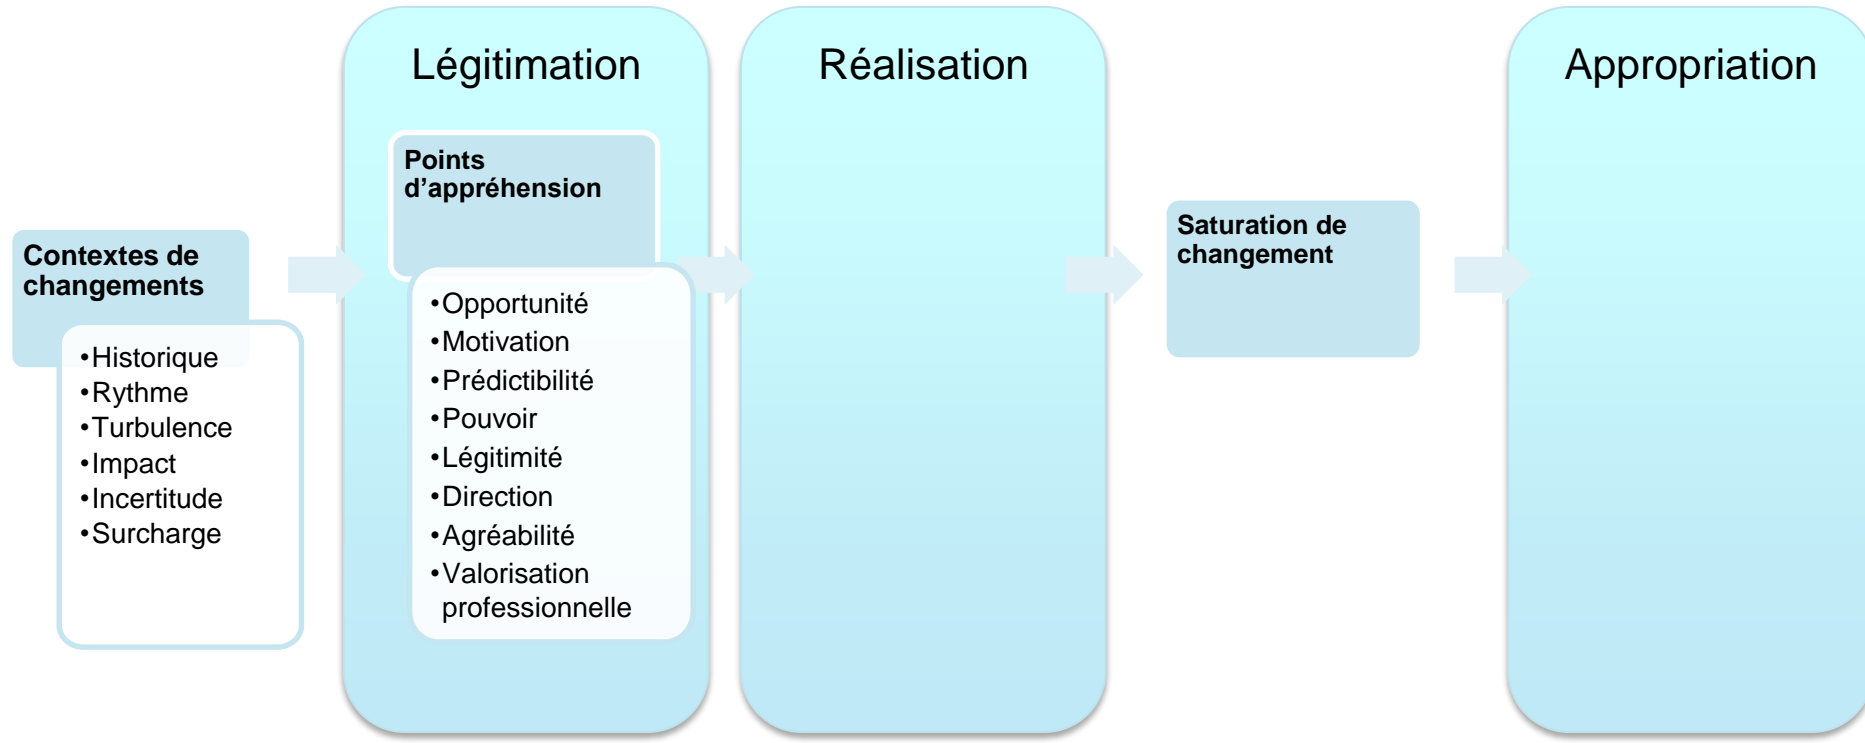 Contextes de
changements
•Historique
•Rythme
•Turbulence
•Impact
•Incertitude
•Surcharge
Légitimation
Points
d’appréhension
•Opportunité
•Motivation
•Prédictibilité
•Pouvoir
•Légitimité
•Direction
•Agréabilité
•Valorisation
professionnelle
Réalisation
Saturation de
changement
Appropriation